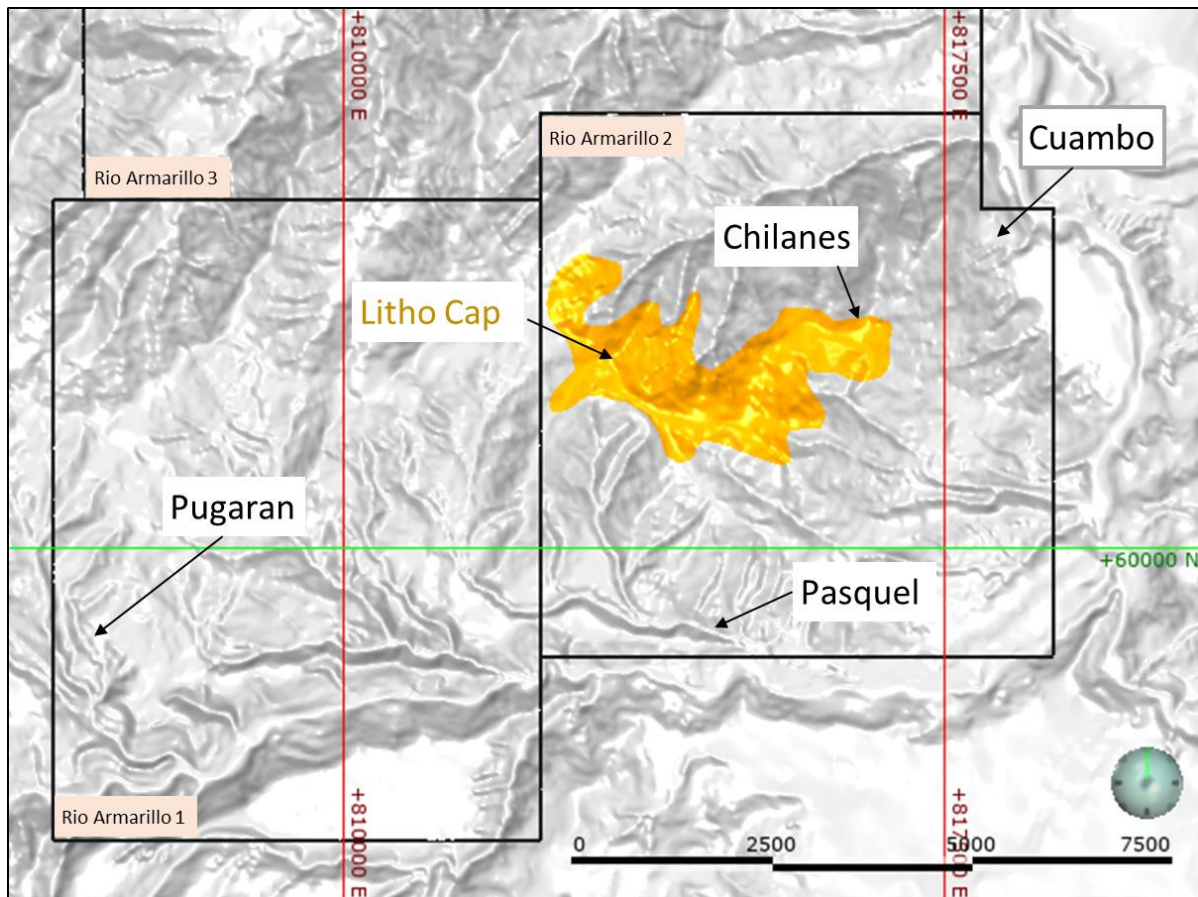 +810000 E
+817500 E
Rio Armarillo 2
Cuambo
Rio Armarillo 3
Chilanes
Litho Cap
Pugaran
+60000 N
Pasquel
Rio Armarillo 1
+810000 E
+817500 E
0
2500
5000
7500